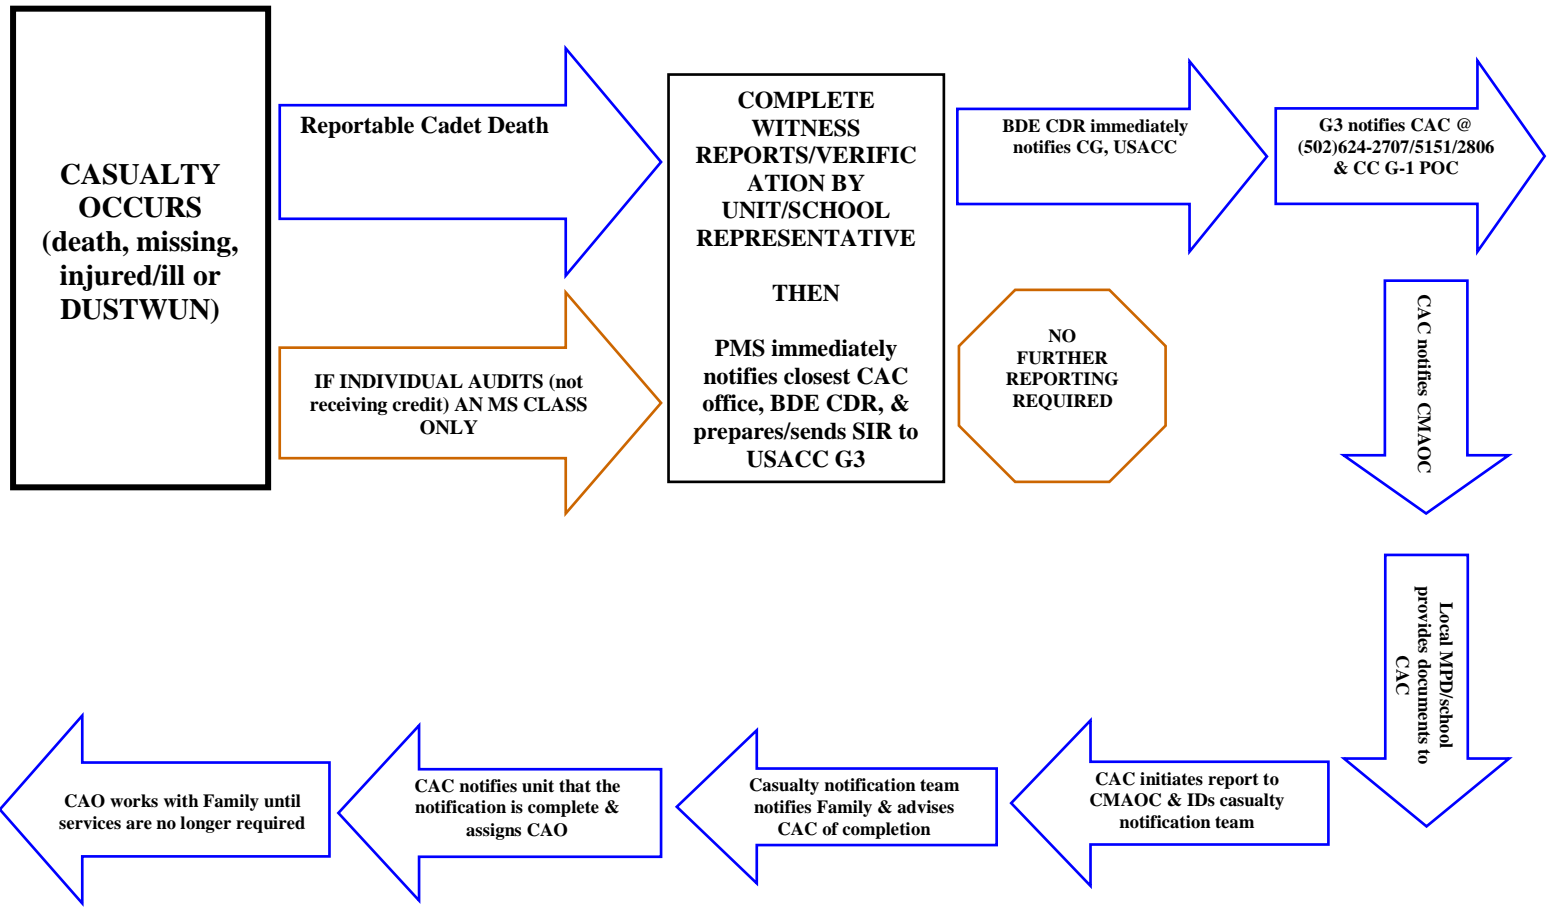 CASUALTY
OCCURS
(death, missing,
injured/ill or
DUSTWUN)
Reportable Cadet Death
IF INDIVIDUAL AUDITS (not
receiving credit) AN MS CLASS
ONLY
COMPLETE
WITNESS
REPORTS/VERIFIC
ATION BY
UNIT/SCHOOL
REPRESENTATIVE
THEN
PMS immediately
notifies closest CAC
office, BDE CDR, &
prepares/sends SIR to
USACC G3
BDE CDR immediately
notifies CG, USACC
G3 notifies CAC @
(502)624-2707/5151/2806
& CC G-1 POC
NO
FURTHER
REPORTING
REQUIRED
CAC notifies CMAOC
Local MPD/school
provides documents to
CAC
CAC initiates report to
CMAOC & IDs casualty
notification team
Casualty notification team
notifies Family & advises
CAC of completion
CAC notifies unit that the
notification is complete &
assigns CAO
CAO works with Family until
services are no longer required